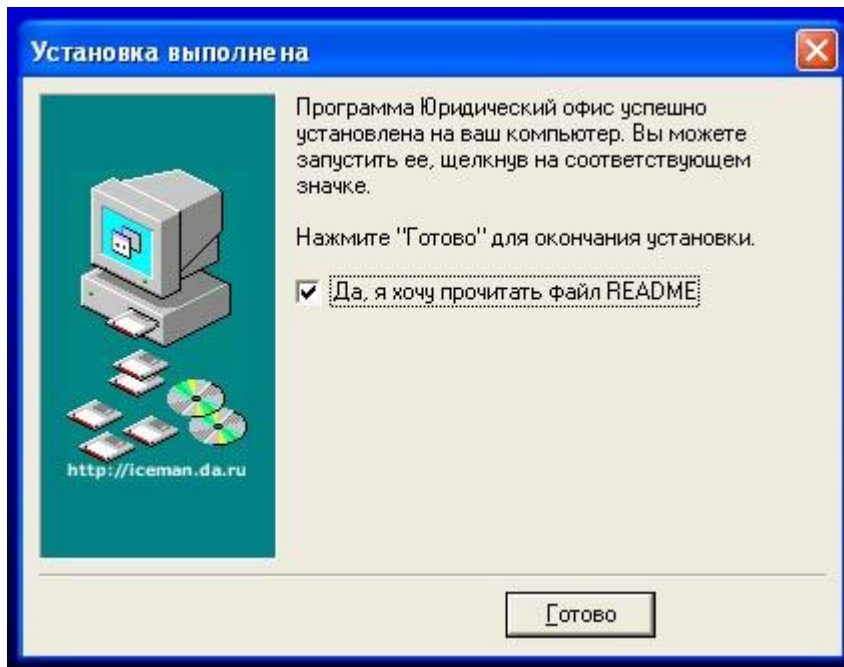 Установка выполнена
Программа Юридический офис успешно
установлена на ваш компьютер. Вы можете
запустить ее, щелкнув на соответствующем
значке.
Нажмите "Готово" для окончания установки.
Да, я хочу прочитать файл README
http://iceman.da.ru
Готово